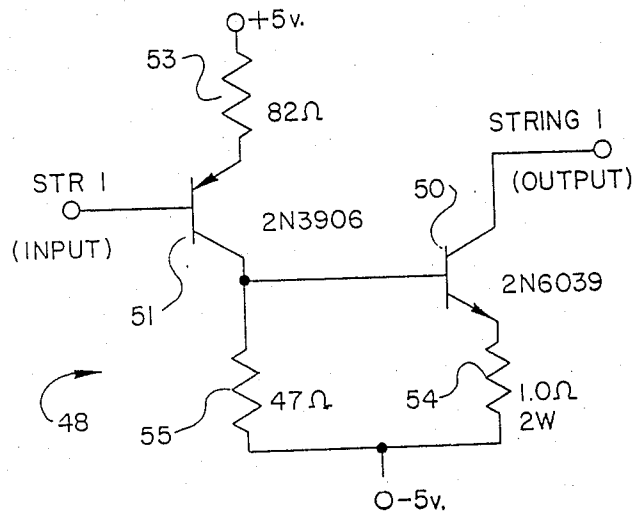 +5v.
53
82Ω
STRING 1
STR 1
50
(OUTPUT)
(INPUT)
2N3906
2N6039
51
54
1.0Ω
2W
48
55
47Ω
-5v.